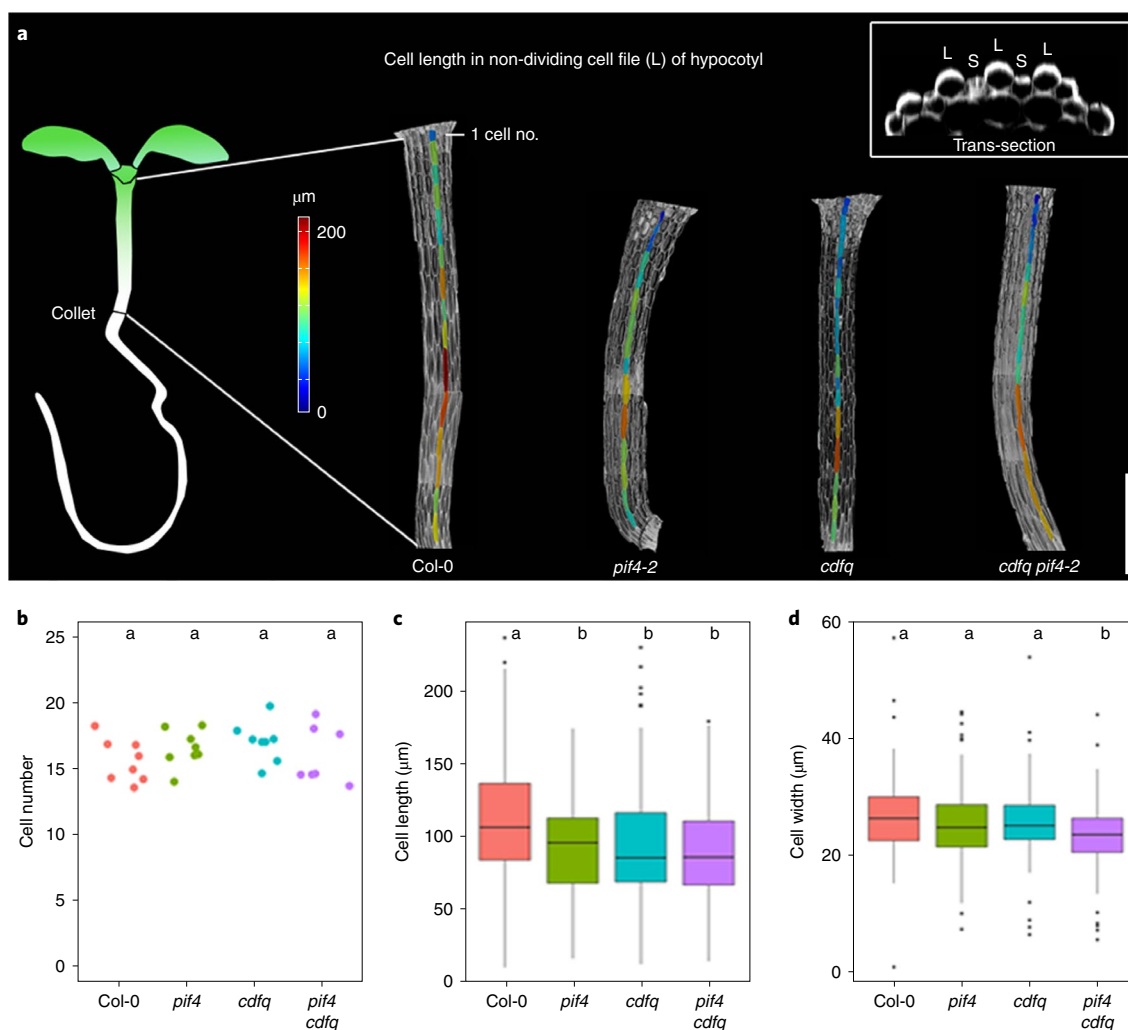 a
Cell length in non-dividing cell file (L) of hypocotyl
L
S
L
S
L
Trans-section
1 cell no.
μm
200
0
Collet
Col-0
pif4-2
cdfq
cdfq pif4-2
b
a a a a
25
20
15
10
5
0
Cell number
Col-0 pif4 cdfq pif4
cdfq
c
a b b b
200
150
100
50
0
Cell length (μm)
Col-0 pif4 cdfq pif4
cdfq
d
60
a a a b
40
20
0
Cell width (μm)
Col-0 pif4 cdfq pif4
cdfq